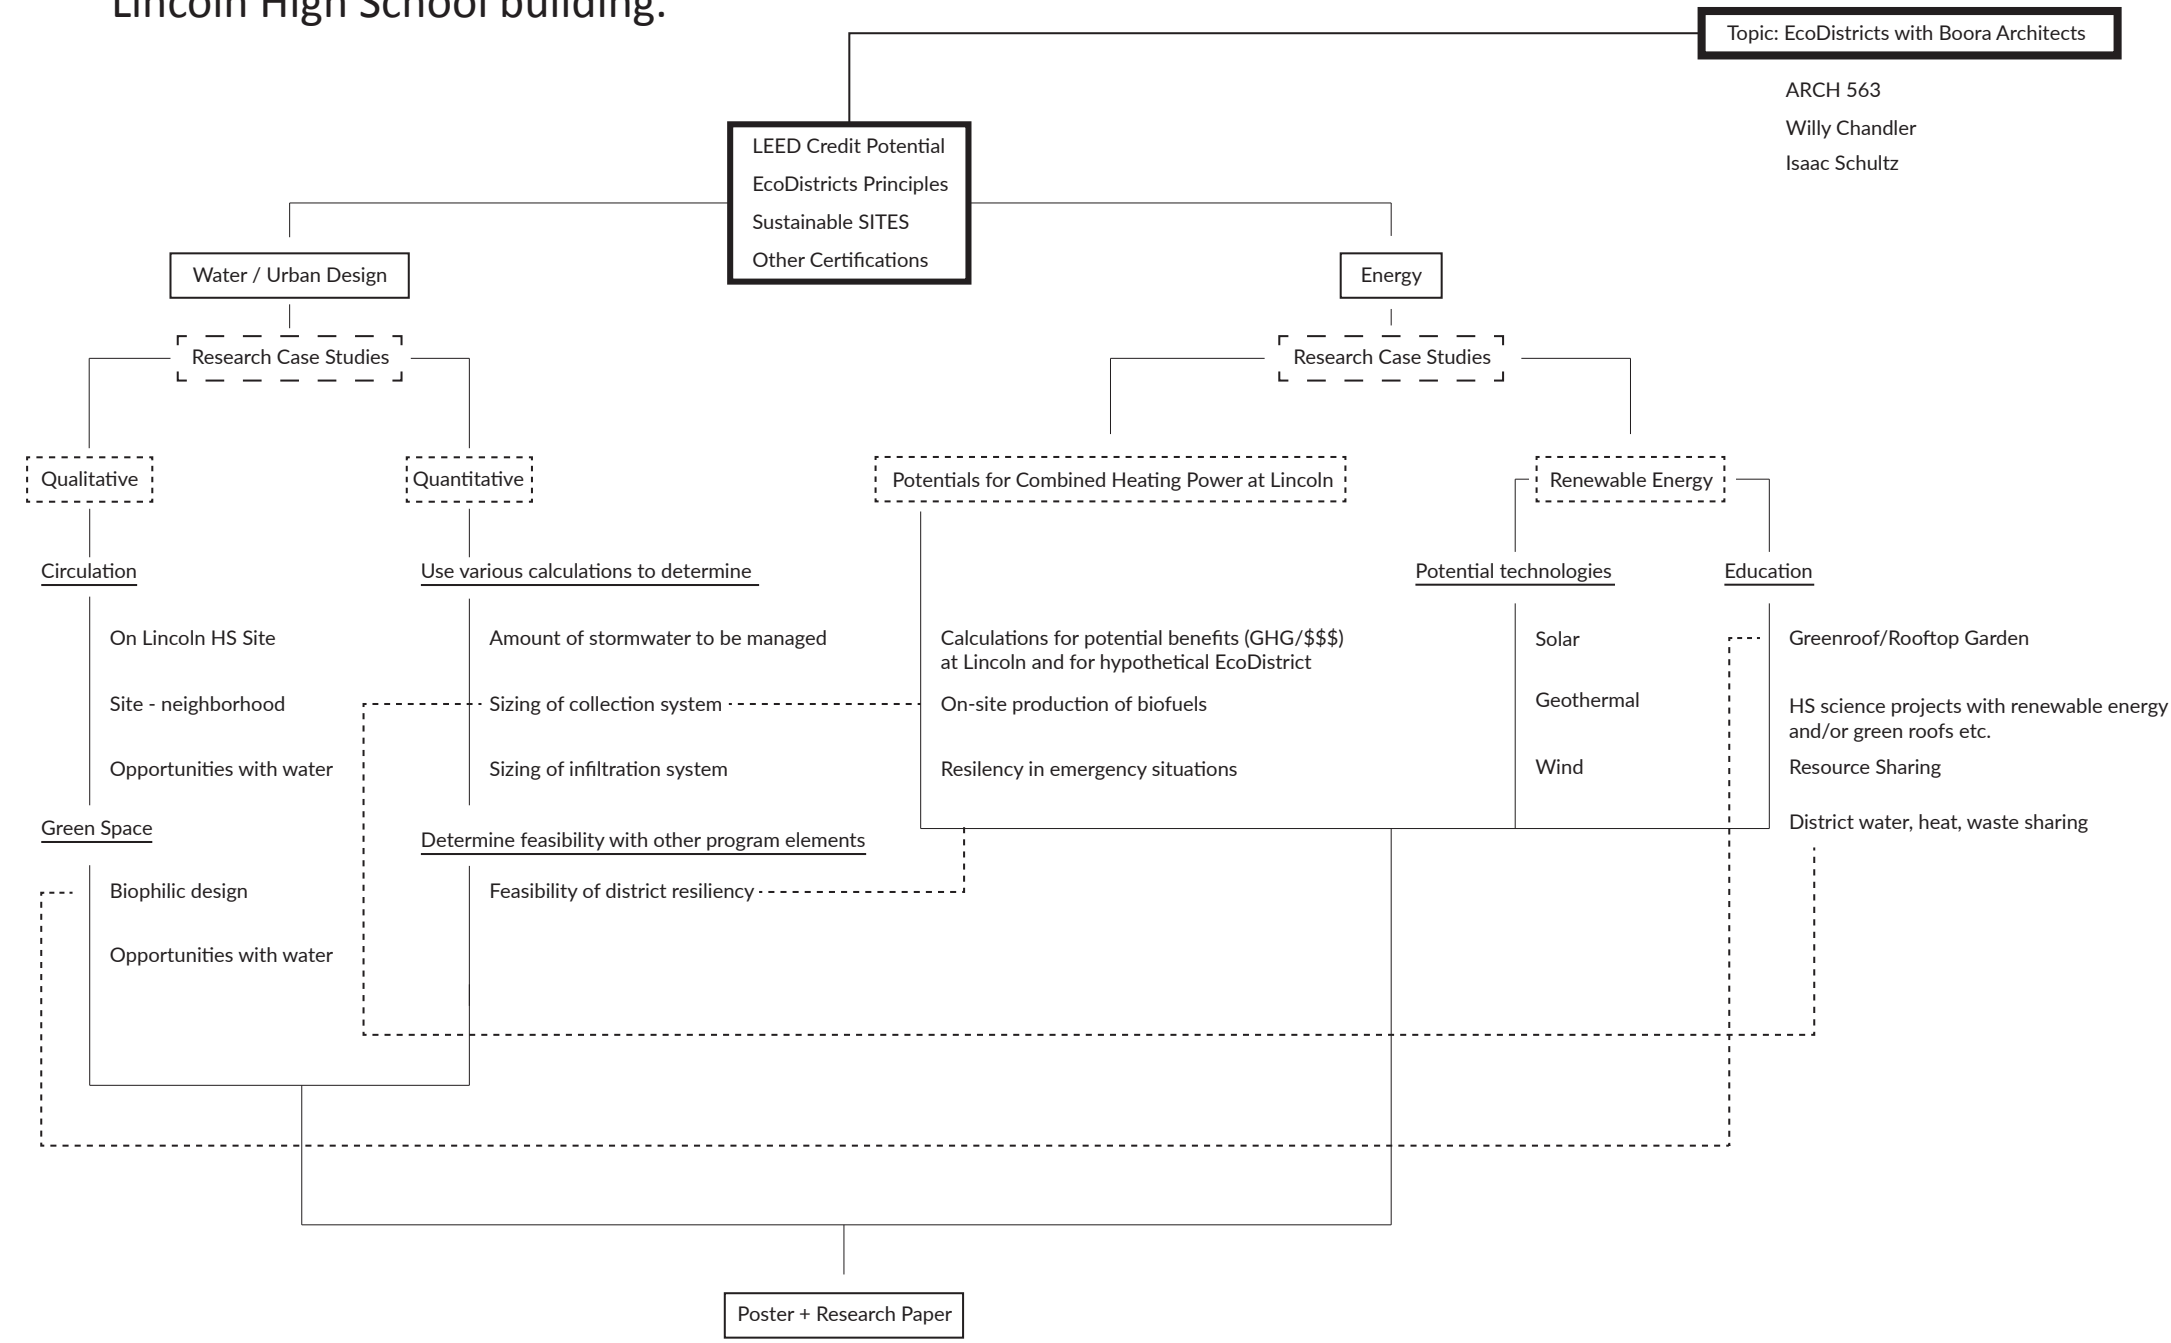 Lincoln High School building.
Topic: EcoDistricts with Boora Architects
ARCH 563
Willy Chandler
Isaac Schultz
LEED Credit Potential
EcoDistricts Principles
Sustainable SITES
Other Certifications
Water / Urban Design
Energy
Research Case Studies
Research Case Studies
Qualitative
Quantitative
Potentials for Combined Heating Power at Lincoln
Renewable Energy
Circulation
On Lincoln HS Site
Site - neighborhood
Opportunities with water
Green Space
Biophilic design
Opportunities with water
Use various calculations to determine
Amount of stormwater to be managed
Sizing of collection system
Sizing of infiltration system
Determine feasibility with other program elements
Feasibility of district resiliency
Calculations for potential benefits (GHG/$$$)
at Lincoln and for hypothetical EcoDistrict
On-site production of biofuels
Resilency in emergency situations
Potential technologies
Solar
Geothermal
Wind
Education
Greenroof/Rooftop Garden
HS science projects with renewable energy
and/or green roofs etc.
Resource Sharing
District water, heat, waste sharing
Poster + Research Paper